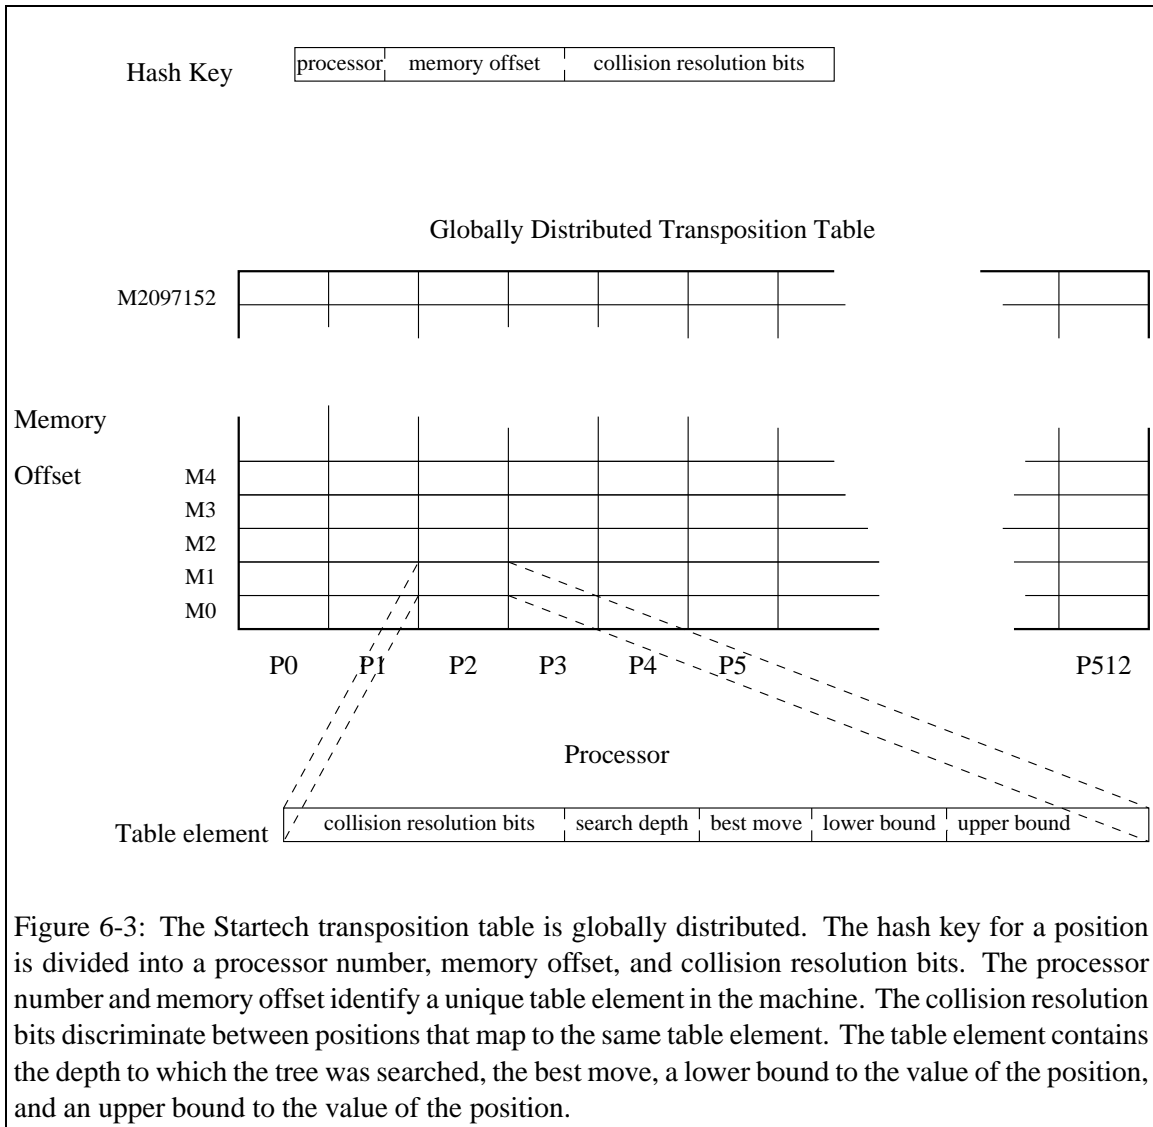 Hash Key
processor memory offset collision resolution bits
Globally Distributed Transposition Table
M2097152
Memory
Offset
M4
M3
M2
M1
M0
P0 P1 P2 P3 P4 P5 P512
Processor
Table element
collision resolution bits search depth best move lower bound upper bound
Figure 6-3: The Startech transposition table is globally distributed. The hash key for a position
is divided into a processor number, memory offset, and collision resolution bits. The processor
number and memory offset identify a unique table element in the machine. The collision resolution
bits discriminate between positions that map to the same table element. The table element contains
the depth to which the tree was searched, the best move, a lower bound to the value of the position,
and an upper bound to the value of the position.